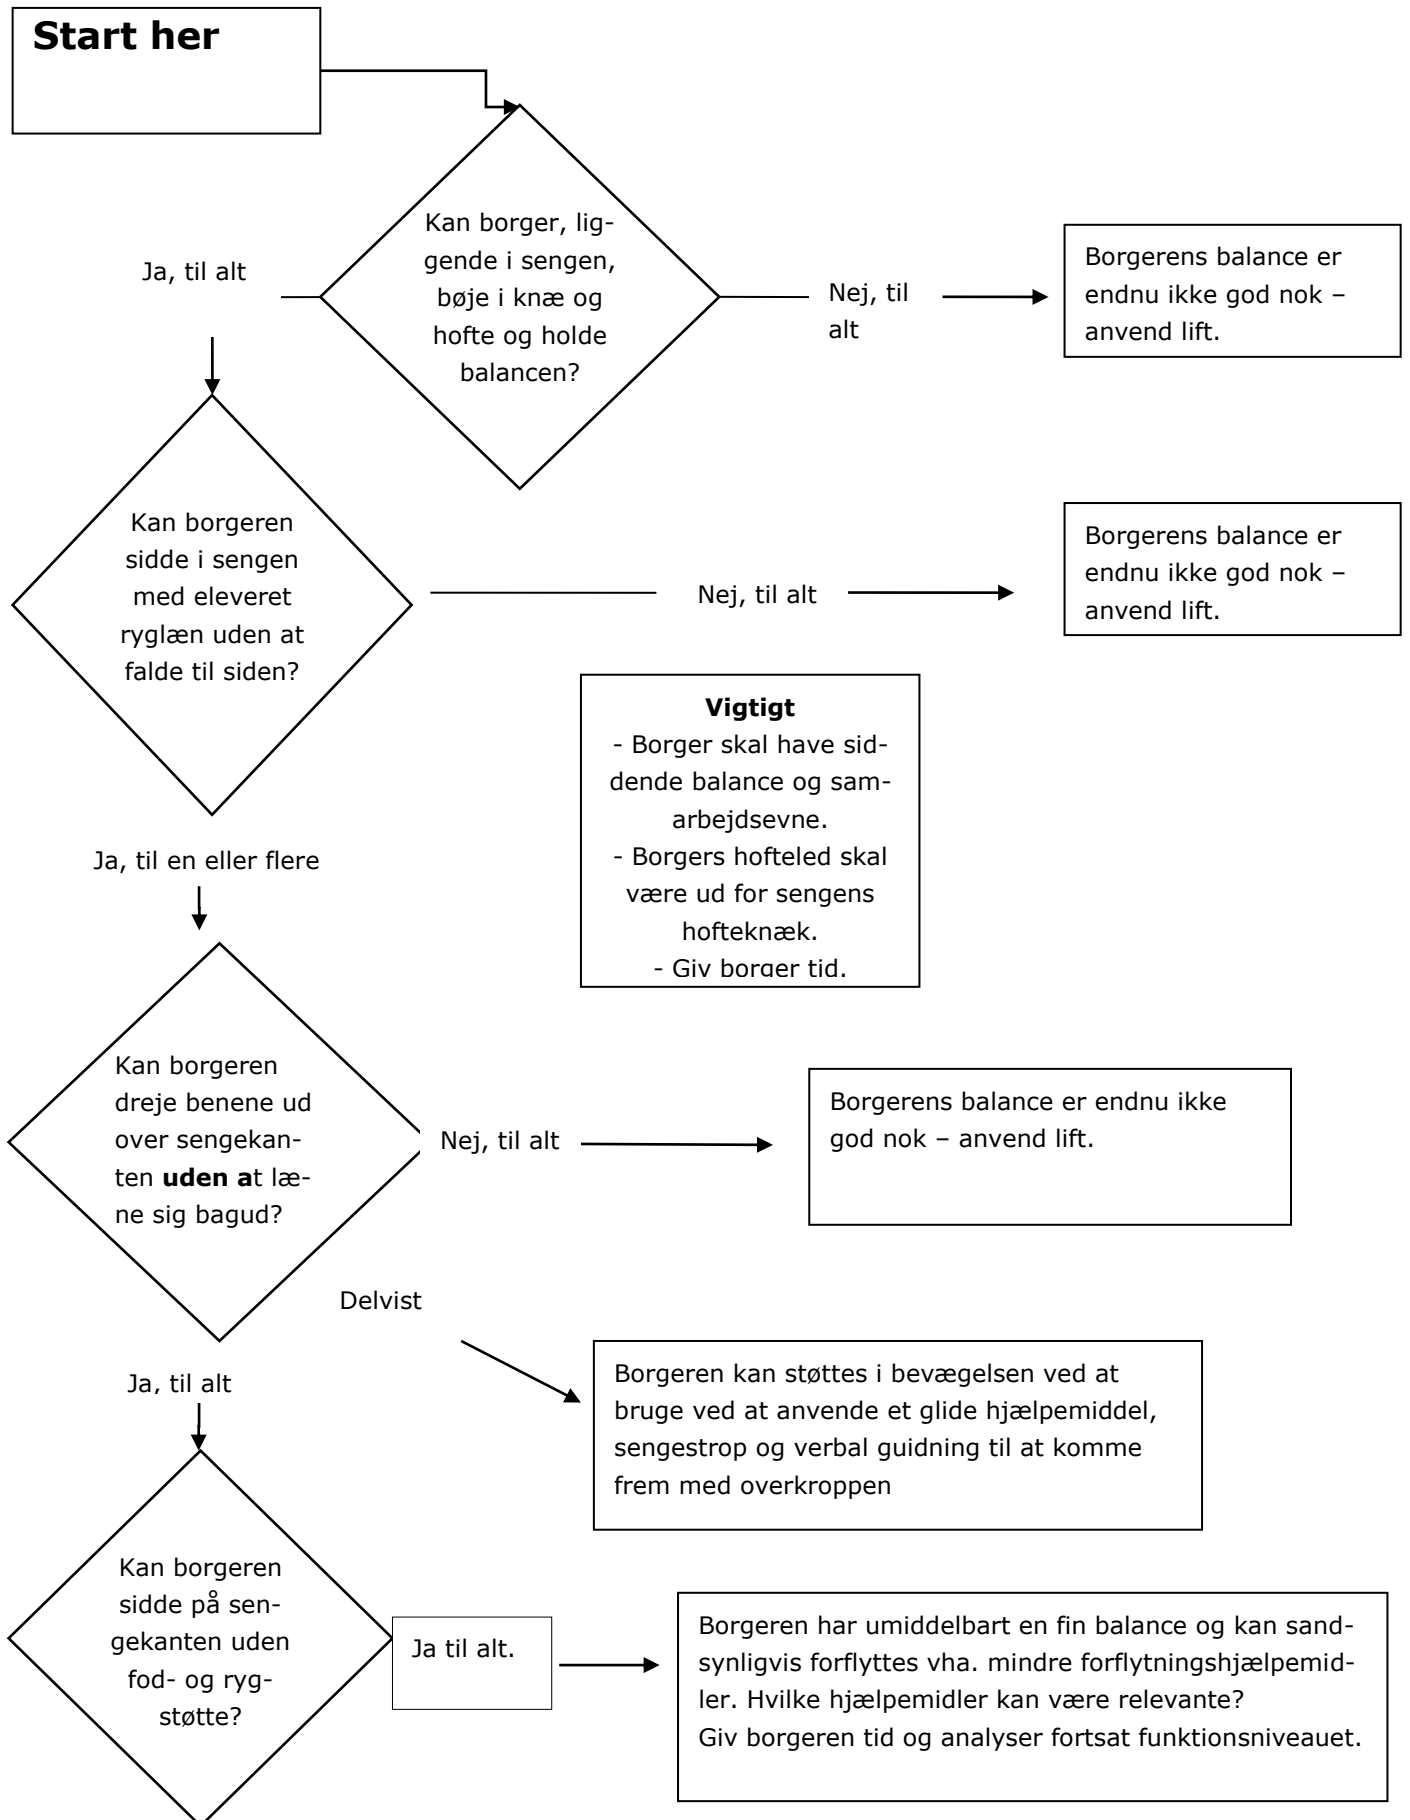 Start her
Kan borger, lig-
gende i sengen,
bøje i knæ og
hofte og holde
balancen?
Ja, til alt
Nej, til
alt
Borgerens balance er
endnu ikke god nok –
anvend lift.
Kan borgeren
sidde i sengen
med eleveret
ryglæn uden at
falde til siden?
Nej, til alt
Borgerens balance er
endnu ikke god nok –
anvend lift.
Vigtigt
- Borger skal have sid-
dende balance og sam-
arbejdsevne.
- Borgers hofteled skal
være ud for sengens
hofteknæk.
- Giv borger tid.
Ja, til en eller flere
Kan borgeren
dreje benene ud
over sengekan-
ten uden at læ-
ne sig bagud?
Nej, til alt
Borgerens balance er endnu ikke
god nok – anvend lift.
Delvist
Borgeren kan støttes i bevægelsen ved at
bruge ved at anvende et glide hjælpemiddel,
sengestrop og verbal guidning til at komme
frem med overkroppen
Ja, til alt
Kan borgeren
sidde på sen-
gekanten uden
fod- og ryg-
støtte?
Ja til alt.
Borgeren har umiddelbart en fin balance og kan sand-
synligvis forflyttes vha. mindre forflytningshjælpemid-
ler. Hvilke hjælpemidler kan være relevante?
Giv borgeren tid og analyser fortsat funktionsniveauet.